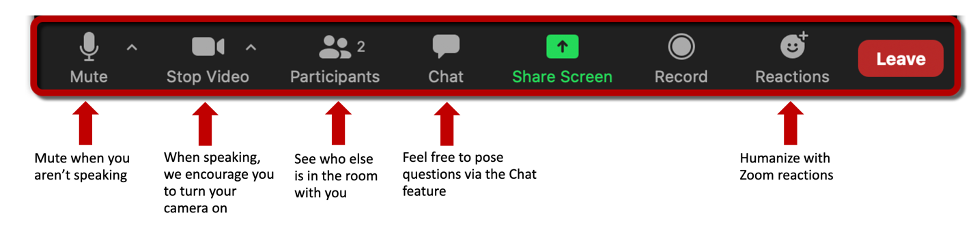 2
Mute
Stop Video
Participants
Chat
Share Screen
Record
Reactions
Leave
Mute when you
aren't speaking
When speaking,
we encourage you
to turn your
camera on
See who else
is in the room
with you
Feel free to pose
questions via the Chat
feature
Humanize with
Zoom reactions